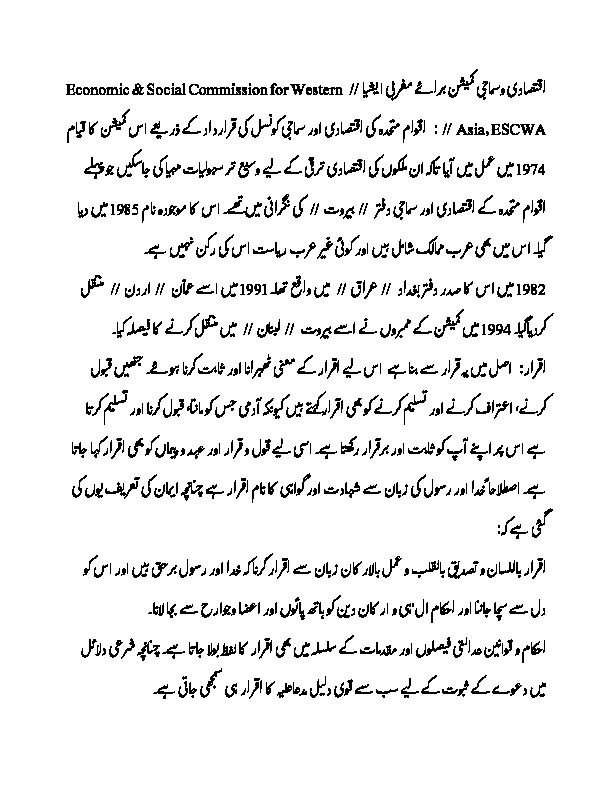 اقتصادی وسماجی کمیشن برائے مغربی ایشیا // Economic & Social Commission for Western
Asia, ESCWA // : اقوام متحدہ کی اقتصادی اور سماجی کونسل کی قرارداد کے ذریعے اس کمیشن کا قیام
1974 میں عمل میں آیا تاکہ ان ملکوں کی اقتصادی ترقی کے لیے وسیع تر سہولیات مہیا کی جاسکیں جو پہلے
اقوام متحدہ کے اقتصادی اور سماجی دفتر // بیروت // کی نگرانی میں تھے۔ اس کا موجودہ نام 1985 میں دیا
گیا۔ اس میں بھی عرب ممالک شامل ہیں اور کوئی غیر عرب ریاست اس کی رکن نہیں ہے۔
1982 میں اس کا صدر دفتر بغداد // عراق // میں واقع تھا۔ 1991 میں اسے عمان // اردن // منتقل
کردیاگیا۔ 1994 میں کمیشن کے ممبروں نے اسے بیروت // لبنان // میں منتقل کرنے کا فیصلہ کیا۔
اقرار: اصل میں یہ قرار سے بنا ہے اس لیے اقرار کے معنی ٹھہرانا اور ثابت کرنا ہوئے۔ جنھیں قبول
کرنے، اعتراف کرنے اور تسلیم کرنے کو بھی اقرار کہتے ہیں کیونکہ آدمی جس کو مانتا، قبول کرنا اور تسلیم کرتا
ہے اس پر اپنے آپ کو ثابت اور برقرار رکھتا ہے۔ اسی لیے قول و قرار اور عہد و پیماں کو بھی اقرار کہا جاتا
ہے۔ اصطلاحاً خدا اور رسول کی زبان سے شہادت اور گواہی کا نام اقرار ہے چنانچہ ایمان کی تعریف یوں کی
گئی ہے کہ:
اقرار باللسان و تصدیق بالقلب و عمل بالارکان زبان سے اقرار کرنا کہ خدا اور رسول برحق ہیں اور اس کو
دل سے سچا جاننا اور احکام الٰہی و ارکان دین کو ہاتھ پائوں اور اعضا و جوارح سے بجا لانا۔
احکام و قوانین عدالتی فیصلوں اور مقدمات کے سلسلہ میں بھی اقرار کا لفظ بولا جاتا ہے۔ چنانچہ شرعی دلائل
میں دعوے کے ثبوت کے لیے سب سے قوی دلیل مدعاعلیہ کا اقرار ہی سمجھی جاتی ہے۔